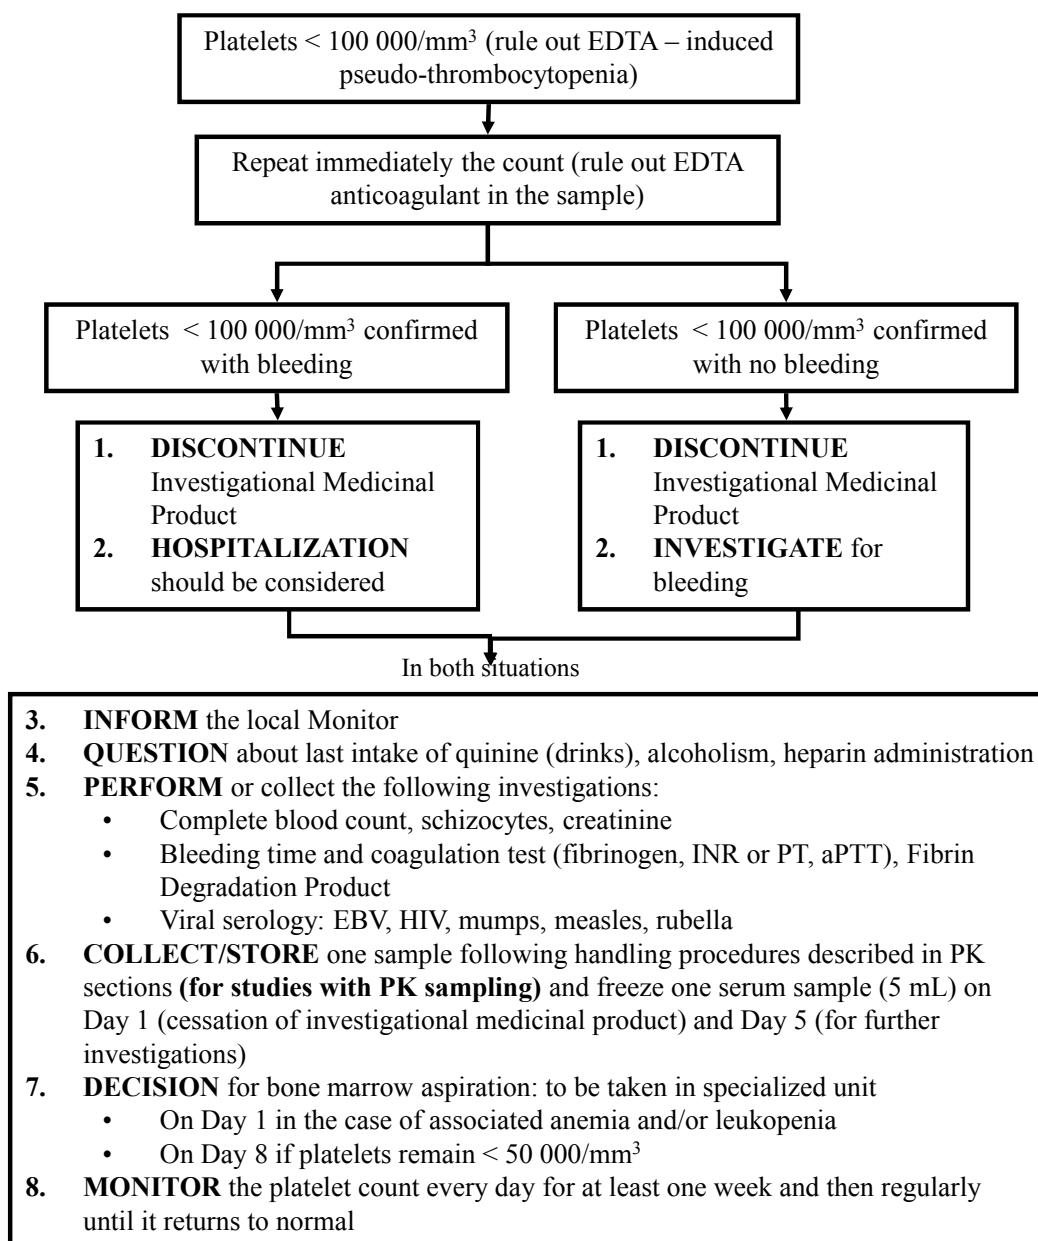 Platelets < 100 000/mm³ (rule out EDTA – induced
pseudo-thrombocytopenia)
Repeat immediately the count (rule out EDTA
anticoagulant in the sample)
Platelets < 100 000/mm³ confirmed
with bleeding
Platelets < 100 000/mm³ confirmed
with no bleeding
1. DISCONTINUE
Investigational Medicinal
Product
2. HOSPITALIZATION
should be considered
1. DISCONTINUE
Investigational Medicinal
Product
2. INVESTIGATE for
bleeding
In both situations
3. INFORM the local Monitor
4. QUESTION about last intake of quinine (drinks), alcoholism, heparin administration
5. PERFORM or collect the following investigations:
• Complete blood count, schizocytes, creatinine
• Bleeding time and coagulation test (fibrinogen, INR or PT, aPTT), Fibrin
Degradation Product
• Viral serology: EBV, HIV, mumps, measles, rubella
6. COLLECT/STORE one sample following handling procedures described in PK
sections (for studies with PK sampling) and freeze one serum sample (5 mL) on
Day 1 (cessation of investigational medicinal product) and Day 5 (for further
investigations)
7. DECISION for bone marrow aspiration: to be taken in specialized unit
• On Day 1 in the case of associated anemia and/or leukopenia
• On Day 8 if platelets remain < 50 000/mm³
8. MONITOR the platelet count every day for at least one week and then regularly
until it returns to normal